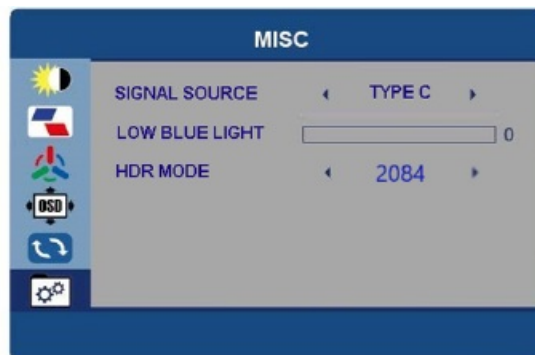 MISC
SIGNAL SOURCE TYPE C
LOW BLUE LIGHT 0
HDR MODE 2084
OSD